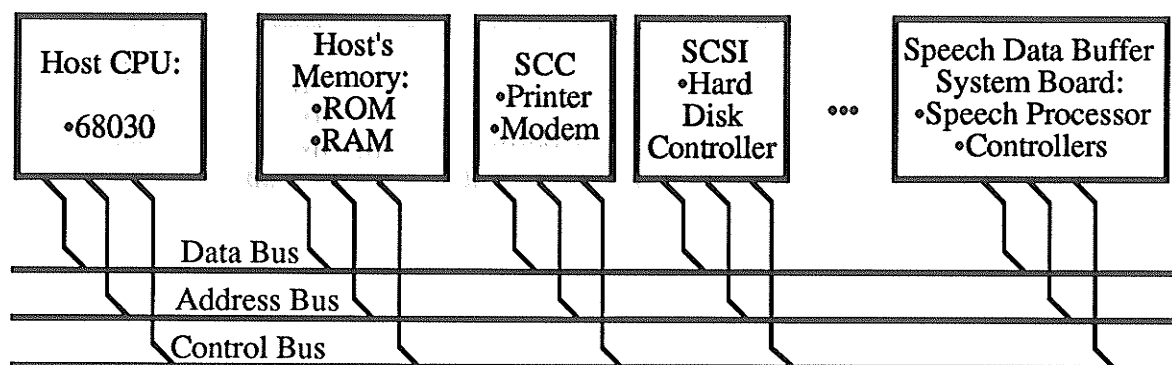 Host CPU:
•68030
Host's
Memory:
•ROM
•RAM
SCC
•Printer
•Modem
SCSI
•Hard
Disk
Controller
•••
Speech Data Buffer
System Board:
•Speech Processor
•Controllers
Data Bus
Address Bus
Control Bus